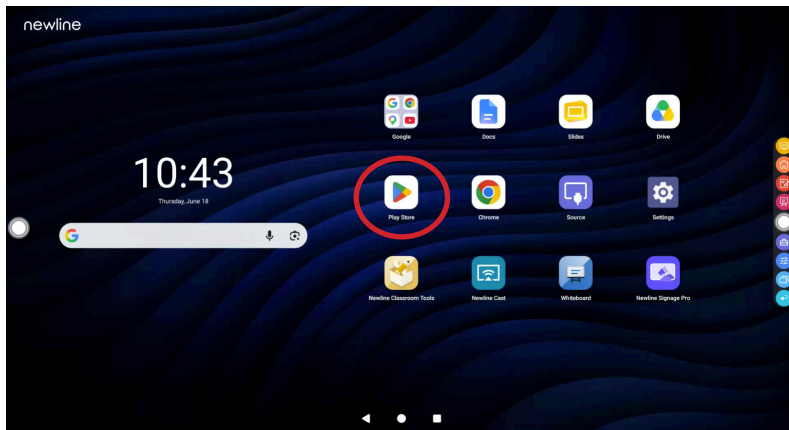 newline
Google
Docs
Slides
Drive
10:43
Thursday, June 18
Play Store
Chrome
Source
Settings
Newline Classroom Tools
Newline Cast
Whiteboard
Newline Signage Pro